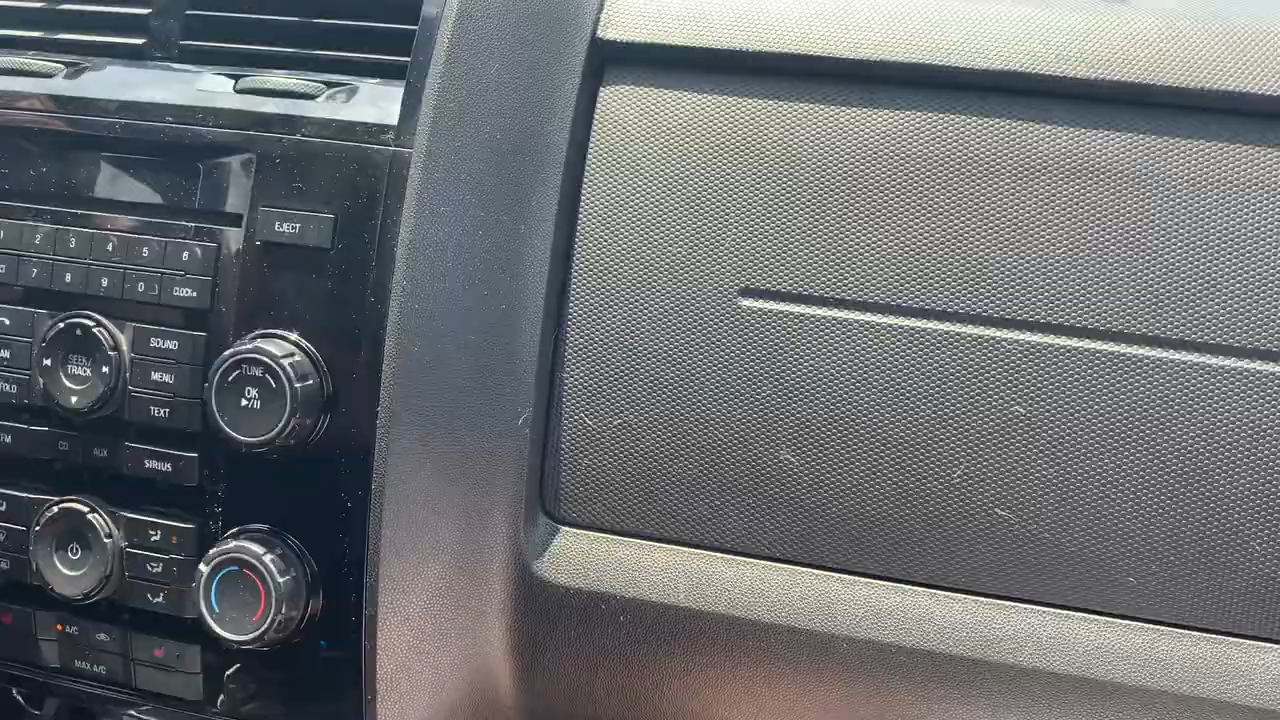 EJECT
1 2 3 4 5 6
7 8 9 0 CLOCK
SOUND
SEEK/
TRACK
MENU
TEXT
TUNE
OK
FM CD AUX SIRIUS
A/C
MAX A/C